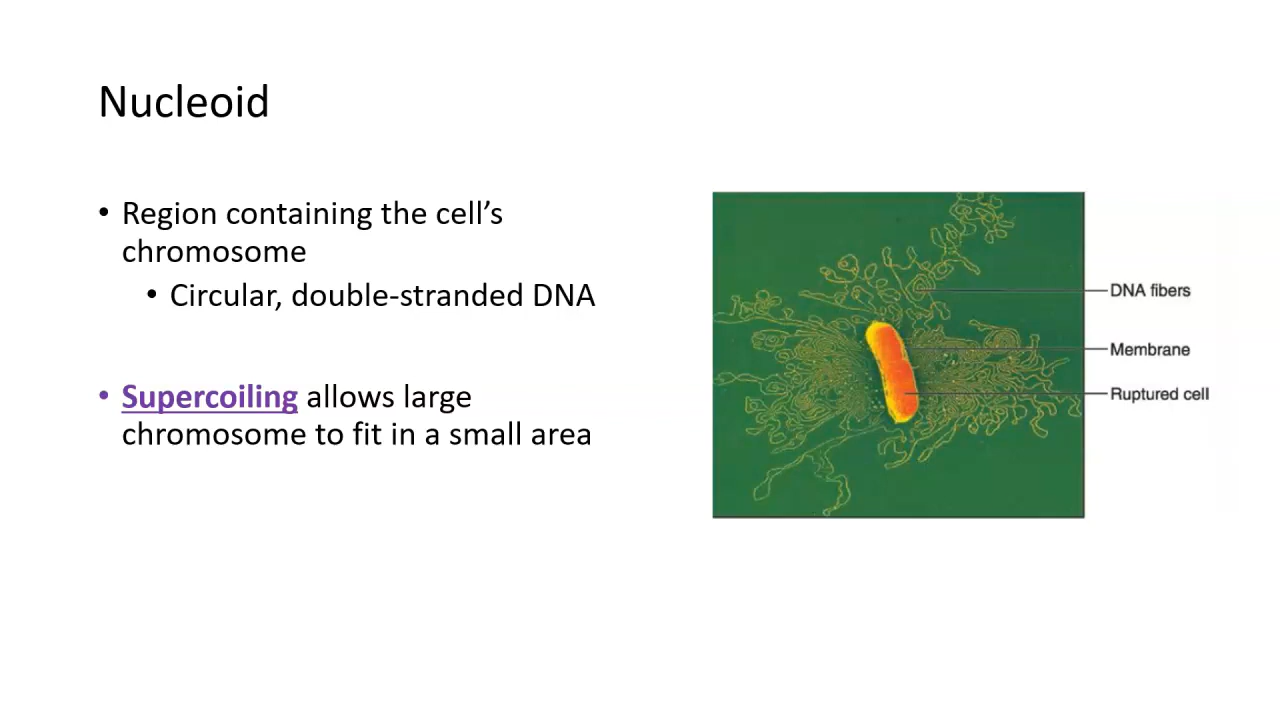 Nucleoid
• Region containing the cell’s
chromosome
• Circular, double-stranded DNA
• Supercoiling allows large
chromosome to fit in a small area
DNA fibers
Membrane
Ruptured cell